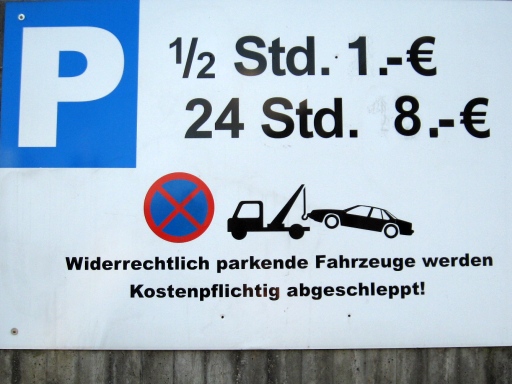 P
½ Std. 1.-€
24 Std. 8.-€
Widerrechtlich parkende Fahrzeuge werden
Kostenpflichtig abgeschleppt!